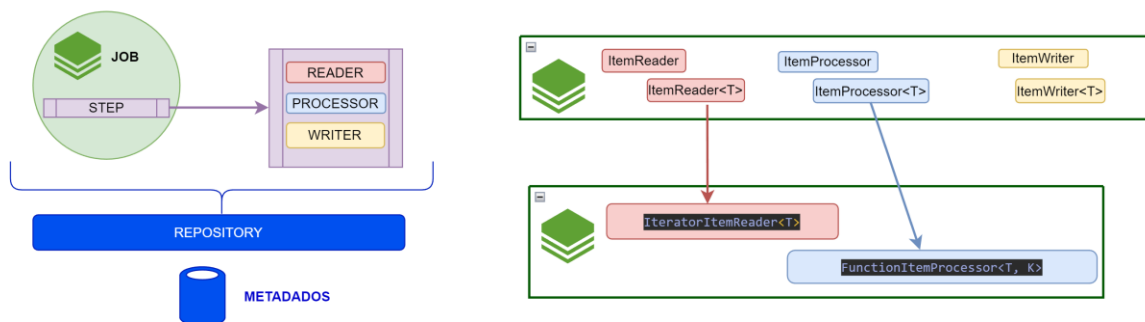 JOB
STEP
READER
PROCESSOR
WRITER
REPOSITORY
METADADOS
ItemReader
ItemReader<T>
ItemProcessor
ItemProcessor<T>
ItemWriter
ItemWriter<T>
IteratorItemReader<T>
FunctionItemProcessor<T, K>